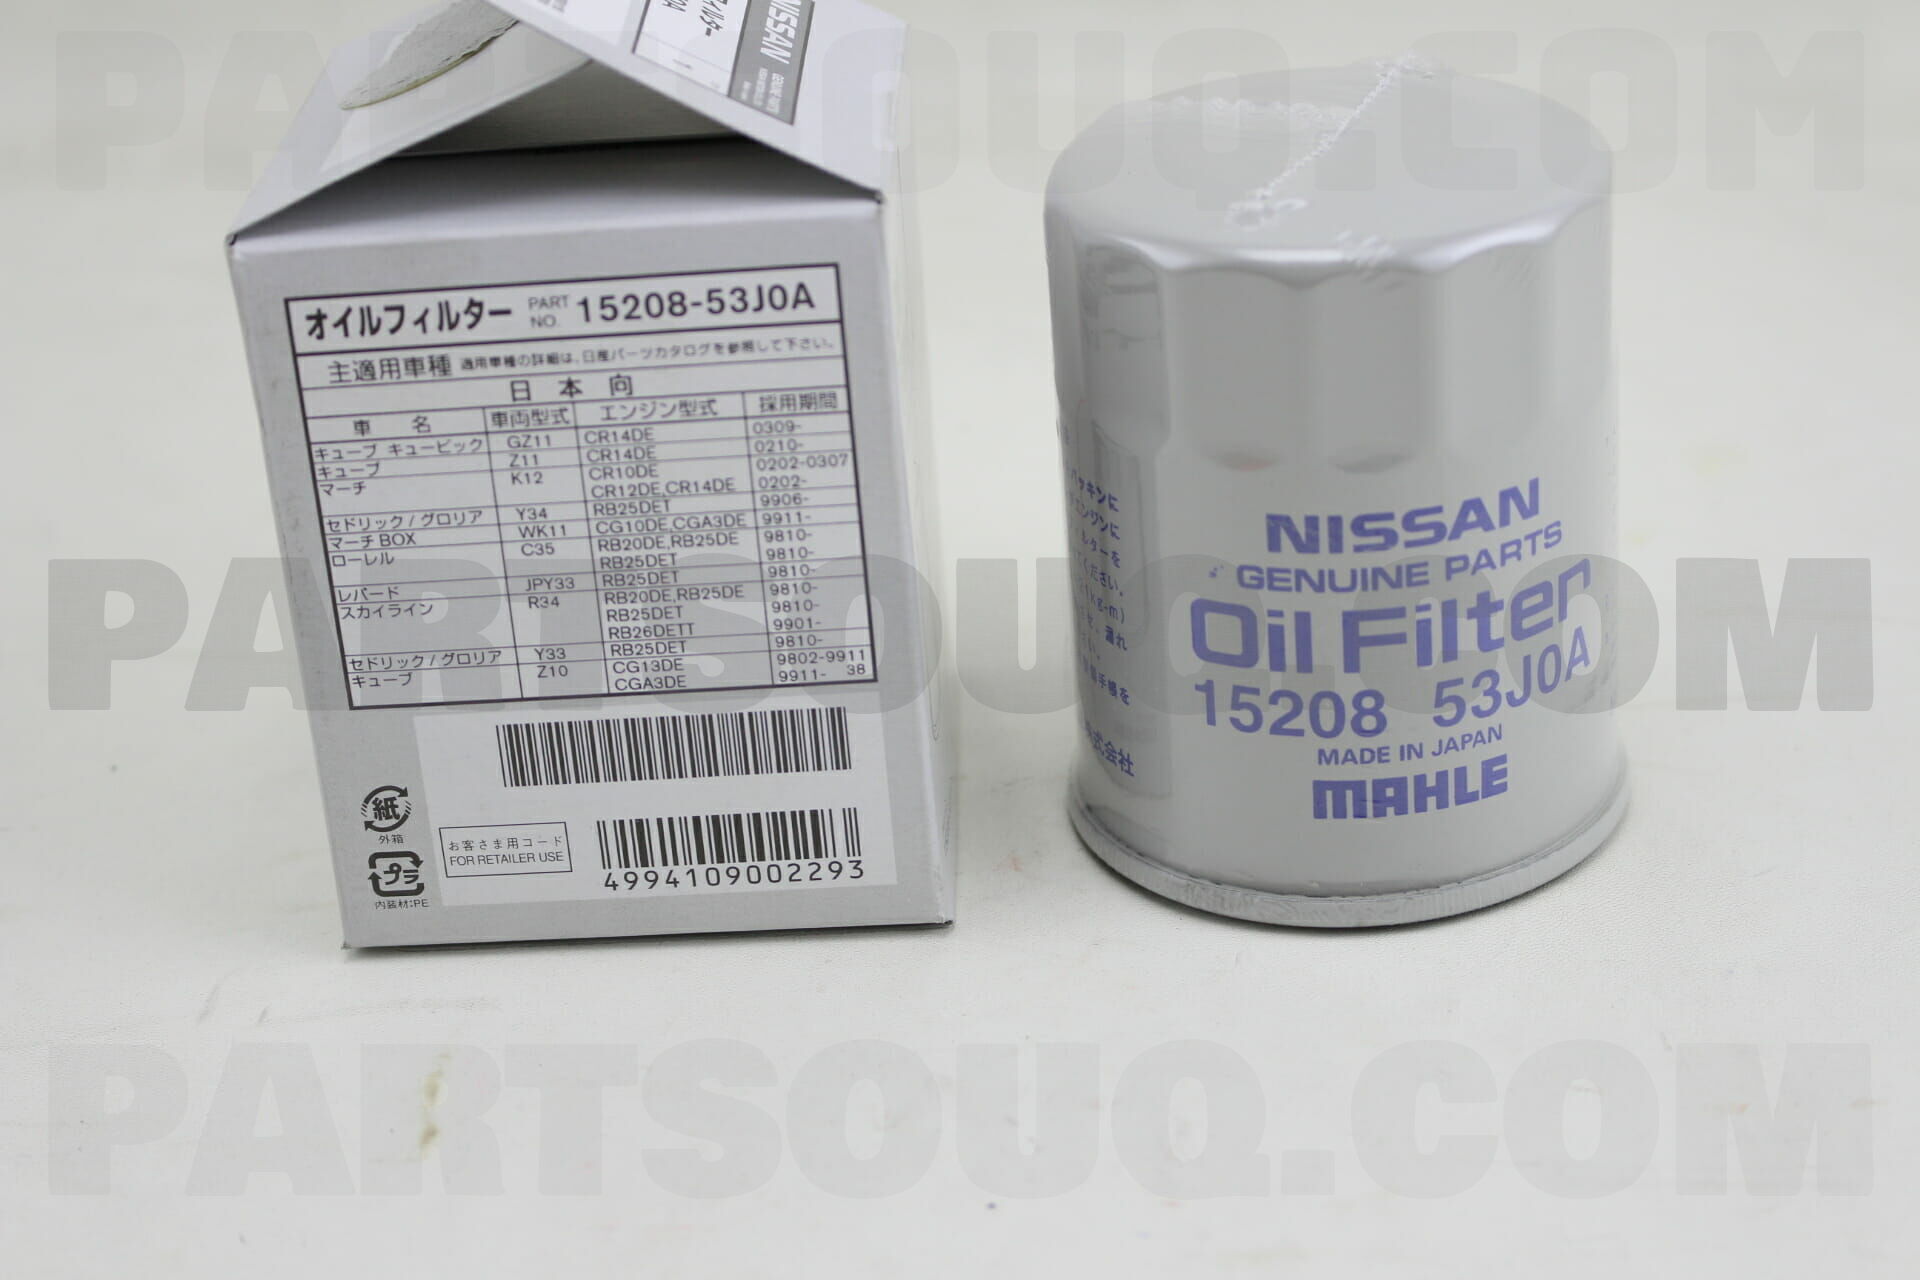 PARTSOUQ.COM
NISSAN
オイルフィルター PART NO. 15208-53J0A
主適用車種 適用車種の詳細は、日産パーツカタログを参照して下さい。
日本向
車名 車両型式 エンジン型式 採用期間
キューブ キュービック GZ11 CR14DE 0309-
キューブ Z11 CR14DE 0210-
マーチ K12 CR10DE 0202-0307
CR12DE,CR14DE 0202-
セドリック/グロリア Y34 RB25DET 9906-
マーチBOX WK11 CG10DE,CGA3DE 9911-
ローレル C35 RB20DE,RB25DE 9810-
RB25DET 9810-
レパード JPY33 RB25DET 9810-
スカイライン R34 RB20DE,RB25DE 9810-
RB25DET 9810-
RB26DETT 9901-
セドリック/グロリア Y33 RB25DET 9810-
キューブ Z10 CG13DE 9802-9911
CGA3DE 9911- 38
紙
外箱
プラ
内装材:PE
お客さま用コード
FOR RETAILER USE
4994109002293
NISSAN
GENUINE PARTS
Oil Filter
15208 53J0A
MADE IN JAPAN
MAHLE
PARTSOUQ.COM
PARTSOUQ.COM